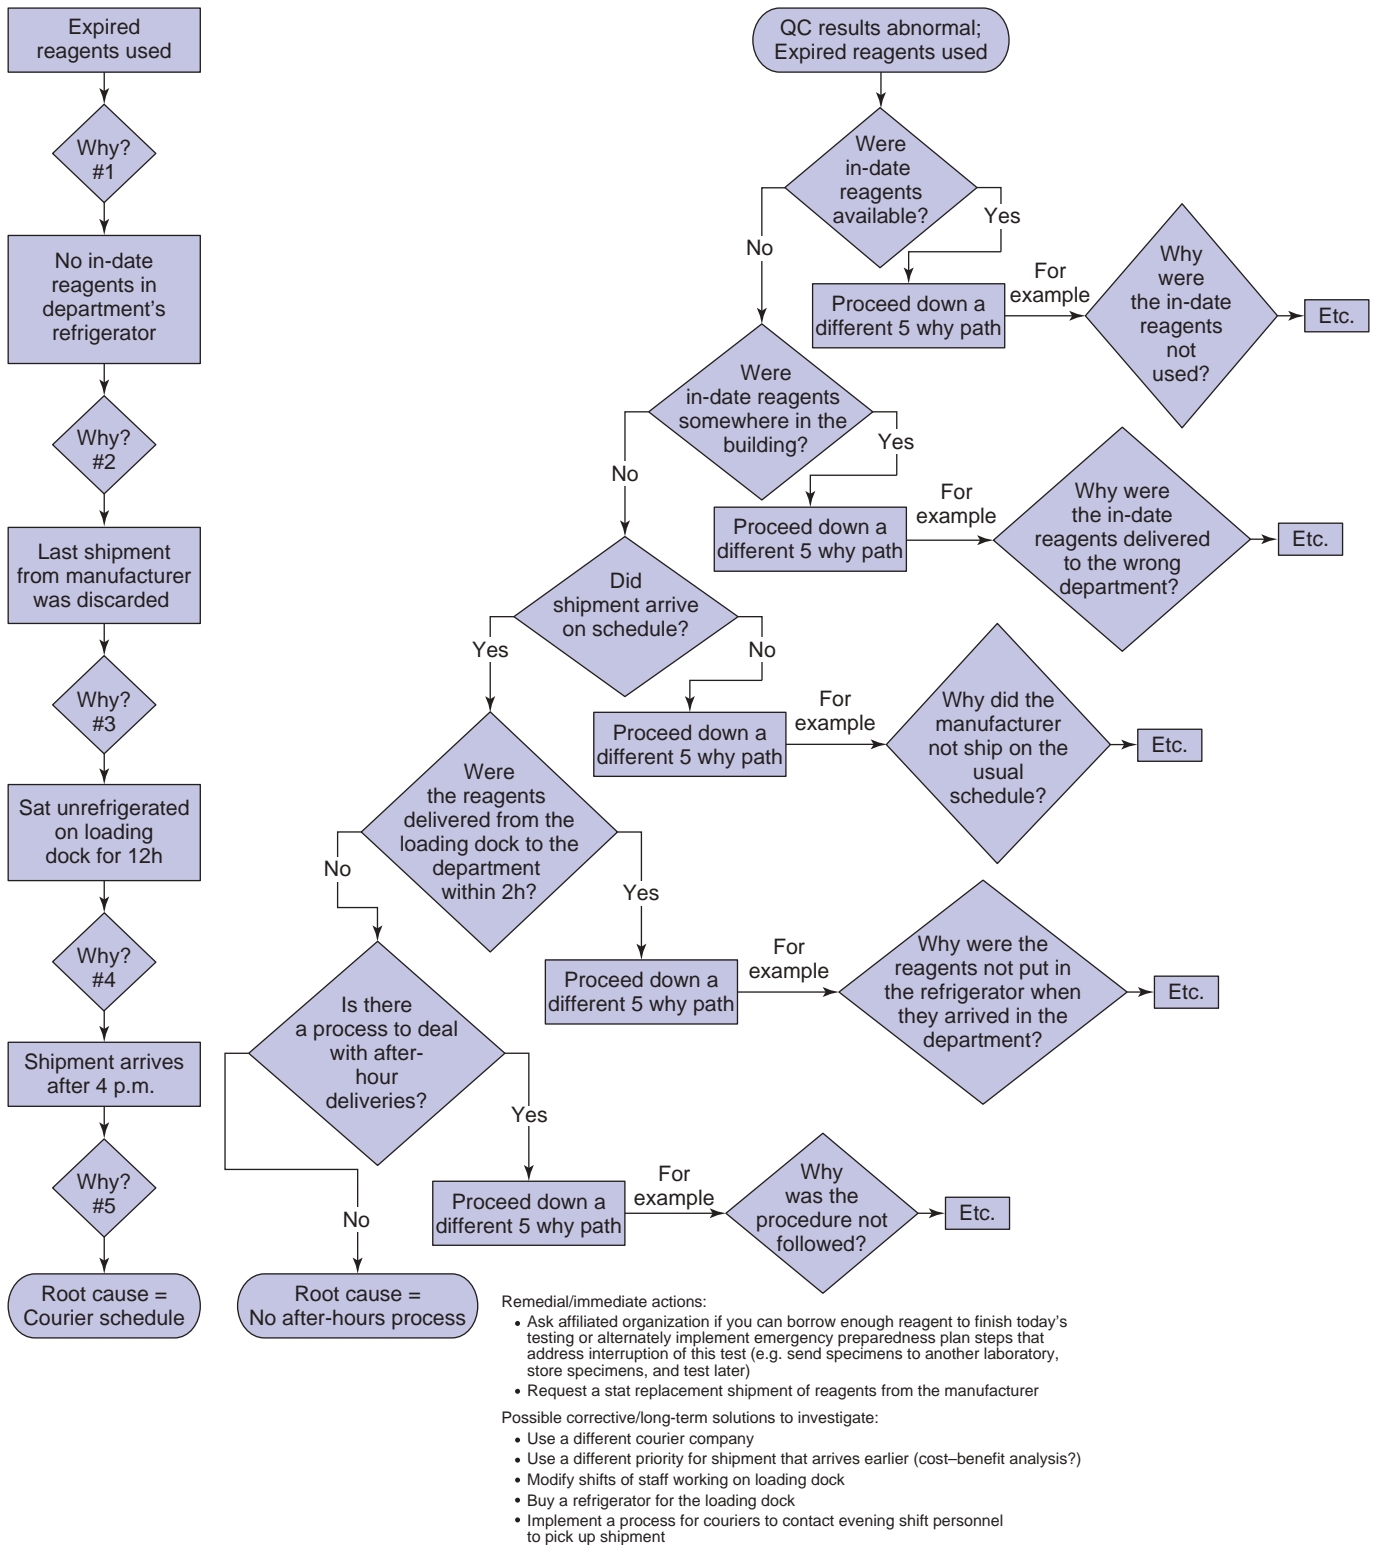 Expired
reagents used
Why?
#1
No in-date
reagents in
department’s
refrigerator
Why?
#2
Last shipment
from manufacturer
was discarded
Why?
#3
Sat unrefrigerated
on loading
dock for 12h
Why?
#4
Shipment arrives
after 4 p.m.
Why?
#5
Root cause =
Courier schedule
QC results abnormal;
Expired reagents used
Were
in-date
reagents
available?
Yes
No
Proceed down a
different 5 why path
For
example
Why
were
the in-date
reagents
not
used?
Etc.
Were
in-date reagents
somewhere in the
building?
Yes
No
Proceed down a
different 5 why path
For
example
Why were
the in-date
reagents delivered
to the wrong
department?
Etc.
Did
shipment arrive
on schedule?
Yes
No
Proceed down a
different 5 why path
For
example
Why did the
manufacturer
not ship on the
usual
schedule?
Etc.
Were
the reagents
delivered from the
loading dock to the
department
within 2h?
No
Yes
Proceed down a
different 5 why path
For
example
Why were the
reagents not put in
the refrigerator when
they arrived in the
department?
Etc.
Is there
a process to deal
with after-
hour
deliveries?
Yes
No
Proceed down a
different 5 why path
For
example
Why
was the
procedure not
followed?
Etc.
Root cause =
No after-hours process
Remedial/immediate actions:
• Ask affiliated organization if you can borrow enough reagent to finish today’s
testing or alternately implement emergency preparedness plan steps that
address interruption of this test (e.g. send specimens to another laboratory,
store specimens, and test later)
• Request a stat replacement shipment of reagents from the manufacturer
Possible corrective/long-term solutions to investigate:
• Use a different courier company
• Use a different priority for shipment that arrives earlier (cost–benefit analysis?)
• Modify shifts of staff working on loading dock
• Buy a refrigerator for the loading dock
• Implement a process for couriers to contact evening shift personnel
to pick up shipment